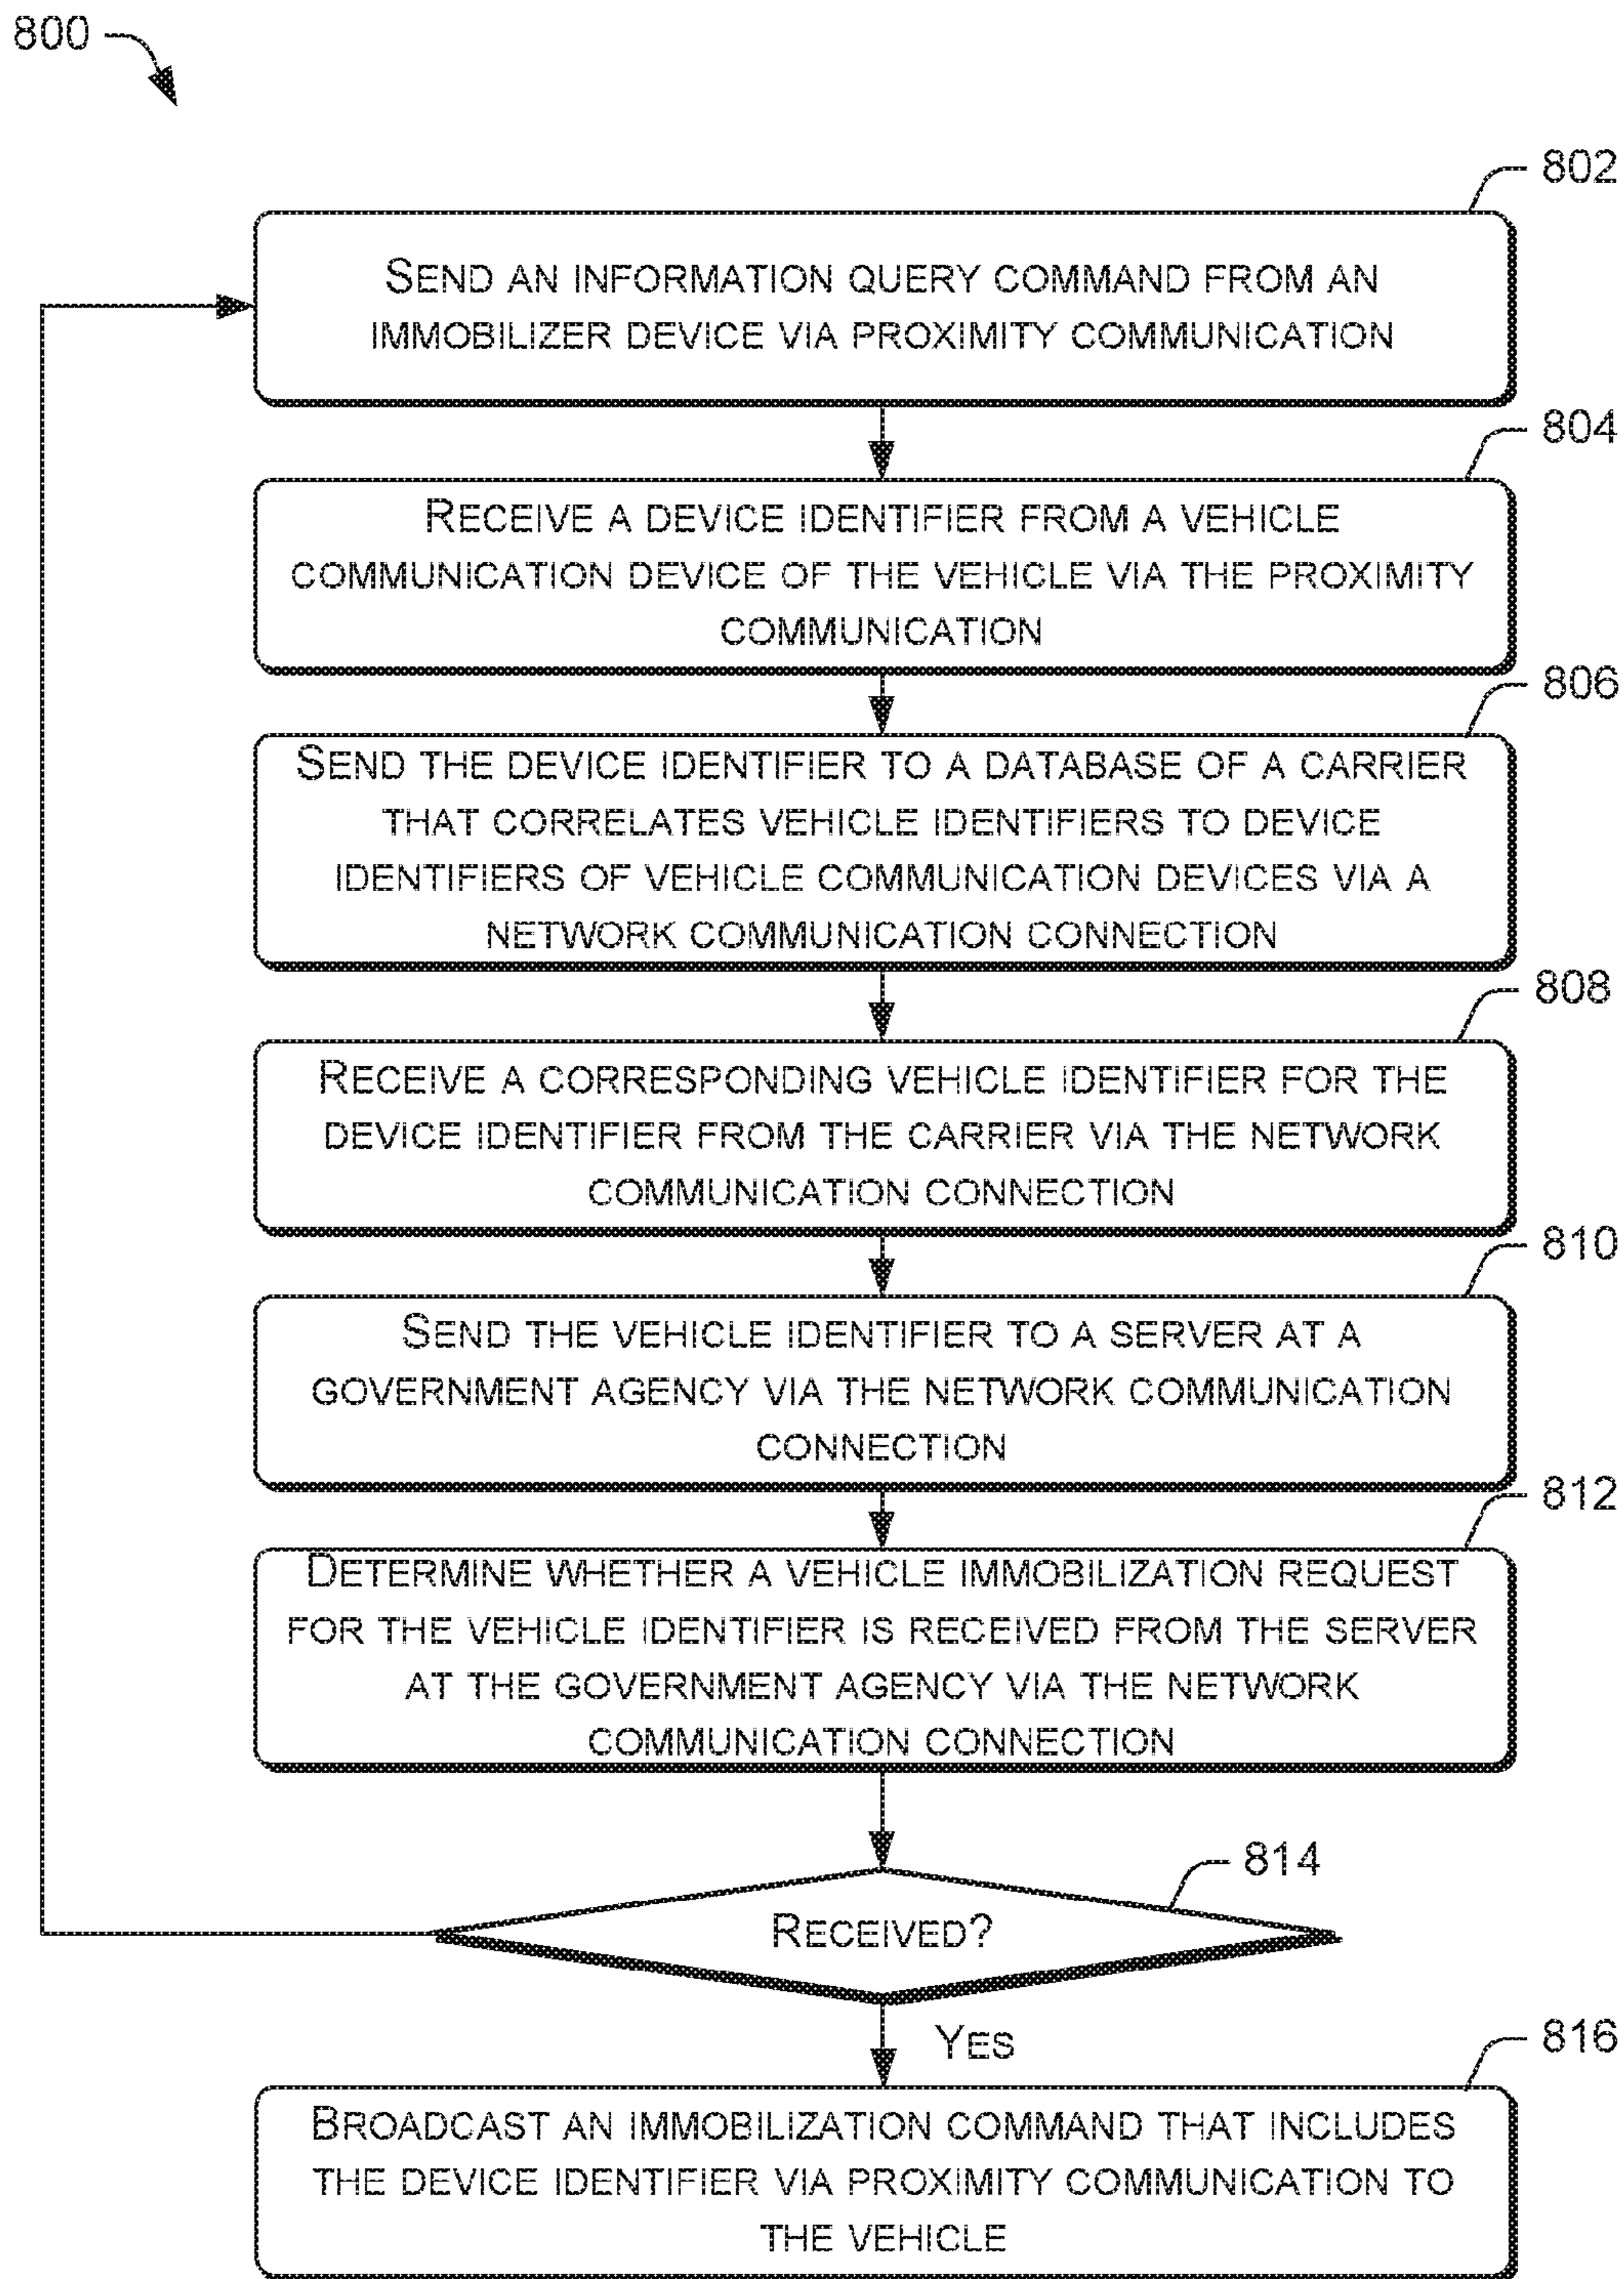 800
802
SEND AN INFORMATION QUERY COMMAND FROM AN
IMMOBILIZER DEVICE VIA PROXIMITY COMMUNICATION
804
RECEIVE A DEVICE IDENTIFIER FROM A VEHICLE
COMMUNICATION DEVICE OF THE VEHICLE VIA THE PROXIMITY
COMMUNICATION
806
SEND THE DEVICE IDENTIFIER TO A DATABASE OF A CARRIER
THAT CORRELATES VEHICLE IDENTIFIERS TO DEVICE
IDENTIFIERS OF VEHICLE COMMUNICATION DEVICES VIA A
NETWORK COMMUNICATION CONNECTION
808
RECEIVE A CORRESPONDING VEHICLE IDENTIFIER FOR THE
DEVICE IDENTIFIER FROM THE CARRIER VIA THE NETWORK
COMMUNICATION CONNECTION
810
SEND THE VEHICLE IDENTIFIER TO A SERVER AT A
GOVERNMENT AGENCY VIA THE NETWORK COMMUNICATION
CONNECTION
812
DETERMINE WHETHER A VEHICLE IMMOBILIZATION REQUEST
FOR THE VEHICLE IDENTIFIER IS RECEIVED FROM THE SERVER
AT THE GOVERNMENT AGENCY VIA THE NETWORK
COMMUNICATION CONNECTION
814
RECEIVED?
YES
816
BROADCAST AN IMMOBILIZATION COMMAND THAT INCLUDES
THE DEVICE IDENTIFIER VIA PROXIMITY COMMUNICATION TO
THE VEHICLE